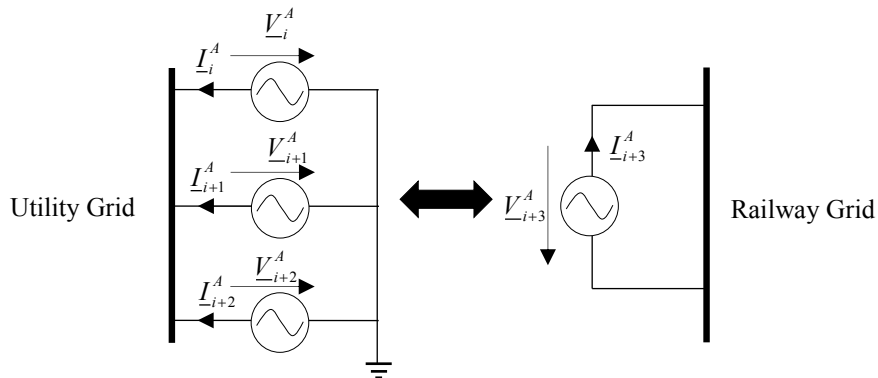 V_i^A
I_i^A
V_{i+1}^A
I_{i+1}^A
Utility Grid
V_{i+2}^A
I_{i+2}^A
I_{i+3}^A
V_{i+3}^A
Railway Grid